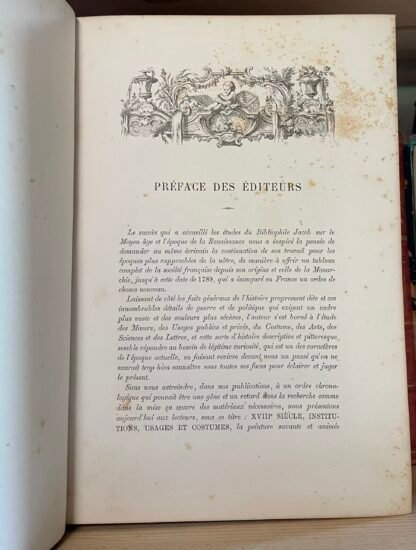 PRÉFACE DES ÉDITEURS
Le succès qui a accueilli les études du Bibliophile Jacob sur le
Moyen âge et l'époque de la Renaissance nous a inspiré la pensée de
demander au même écrivain la continuation de son travail pour les
époques plus rapprochées de la nôtre, de manière à offrir un tableau
complet de la société française depuis son origine et celle de la Monar-
chie, jusqu'à cette date de 1789, qui a inauguré en France un ordre de
choses nouveau.
Laissant de côté les faits généraux de l'histoire proprement dite et ces
innombrables détails de guerre et de politique qui exigent un cadre
plus vaste et des couleurs plus sévères, l'auteur s'est borné à l'étude
des Mœurs, des Usages publics et privés, du Costume, des Arts, des
Sciences et des Lettres, et cette sorte d'histoire descriptive et pittoresque
semble répondre au besoin de légitime curiosité, qui est un des caractères
de l'époque actuelle, en faisant revivre devant nous un passé qu'on ne
saurait trop bien connaître sous toutes ses faces pour éclairer et juger
le présent.
Sans nous astreindre, dans nos publications, à un ordre chrono-
logique qui pouvait être une gêne et un retard dans la recherche comme
dans la mise en œuvre des matériaux nécessaires, nous présentons
aujourd'hui aux lecteurs, sous ce titre : XVIIIᵉ SIÈCLE, INSTITU-
TIONS, USAGES ET COSTUMES, la peinture savante et animée